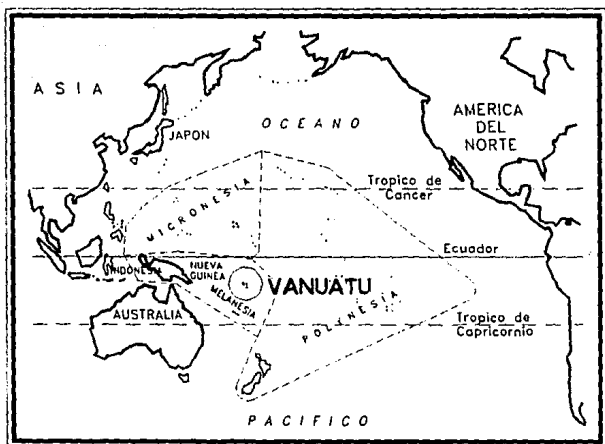 ASIA
JAPON
OCEANO
AMERICA
DEL
NORTE
MICRONESIA
Tropico de
Cancer
Ecuador
INDONESIA
NUEVA
GUINEA
MELANESIA
VANUATU
AUSTRALIA
POLYNESIA
Tropico de
Capricornio
PACIFICO